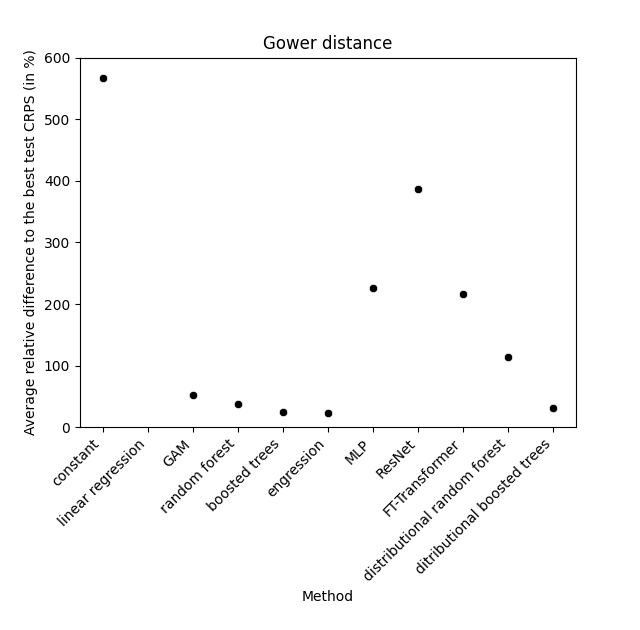 Gower distance
Average relative difference to the best test CRPS (in %)
600
500
400
300
200
100
0
constant
linear regression
GAM
random forest
boosted trees
engression
MLP
ResNet
FT-Transformer
distributional random forest
ditributional boosted trees
Method